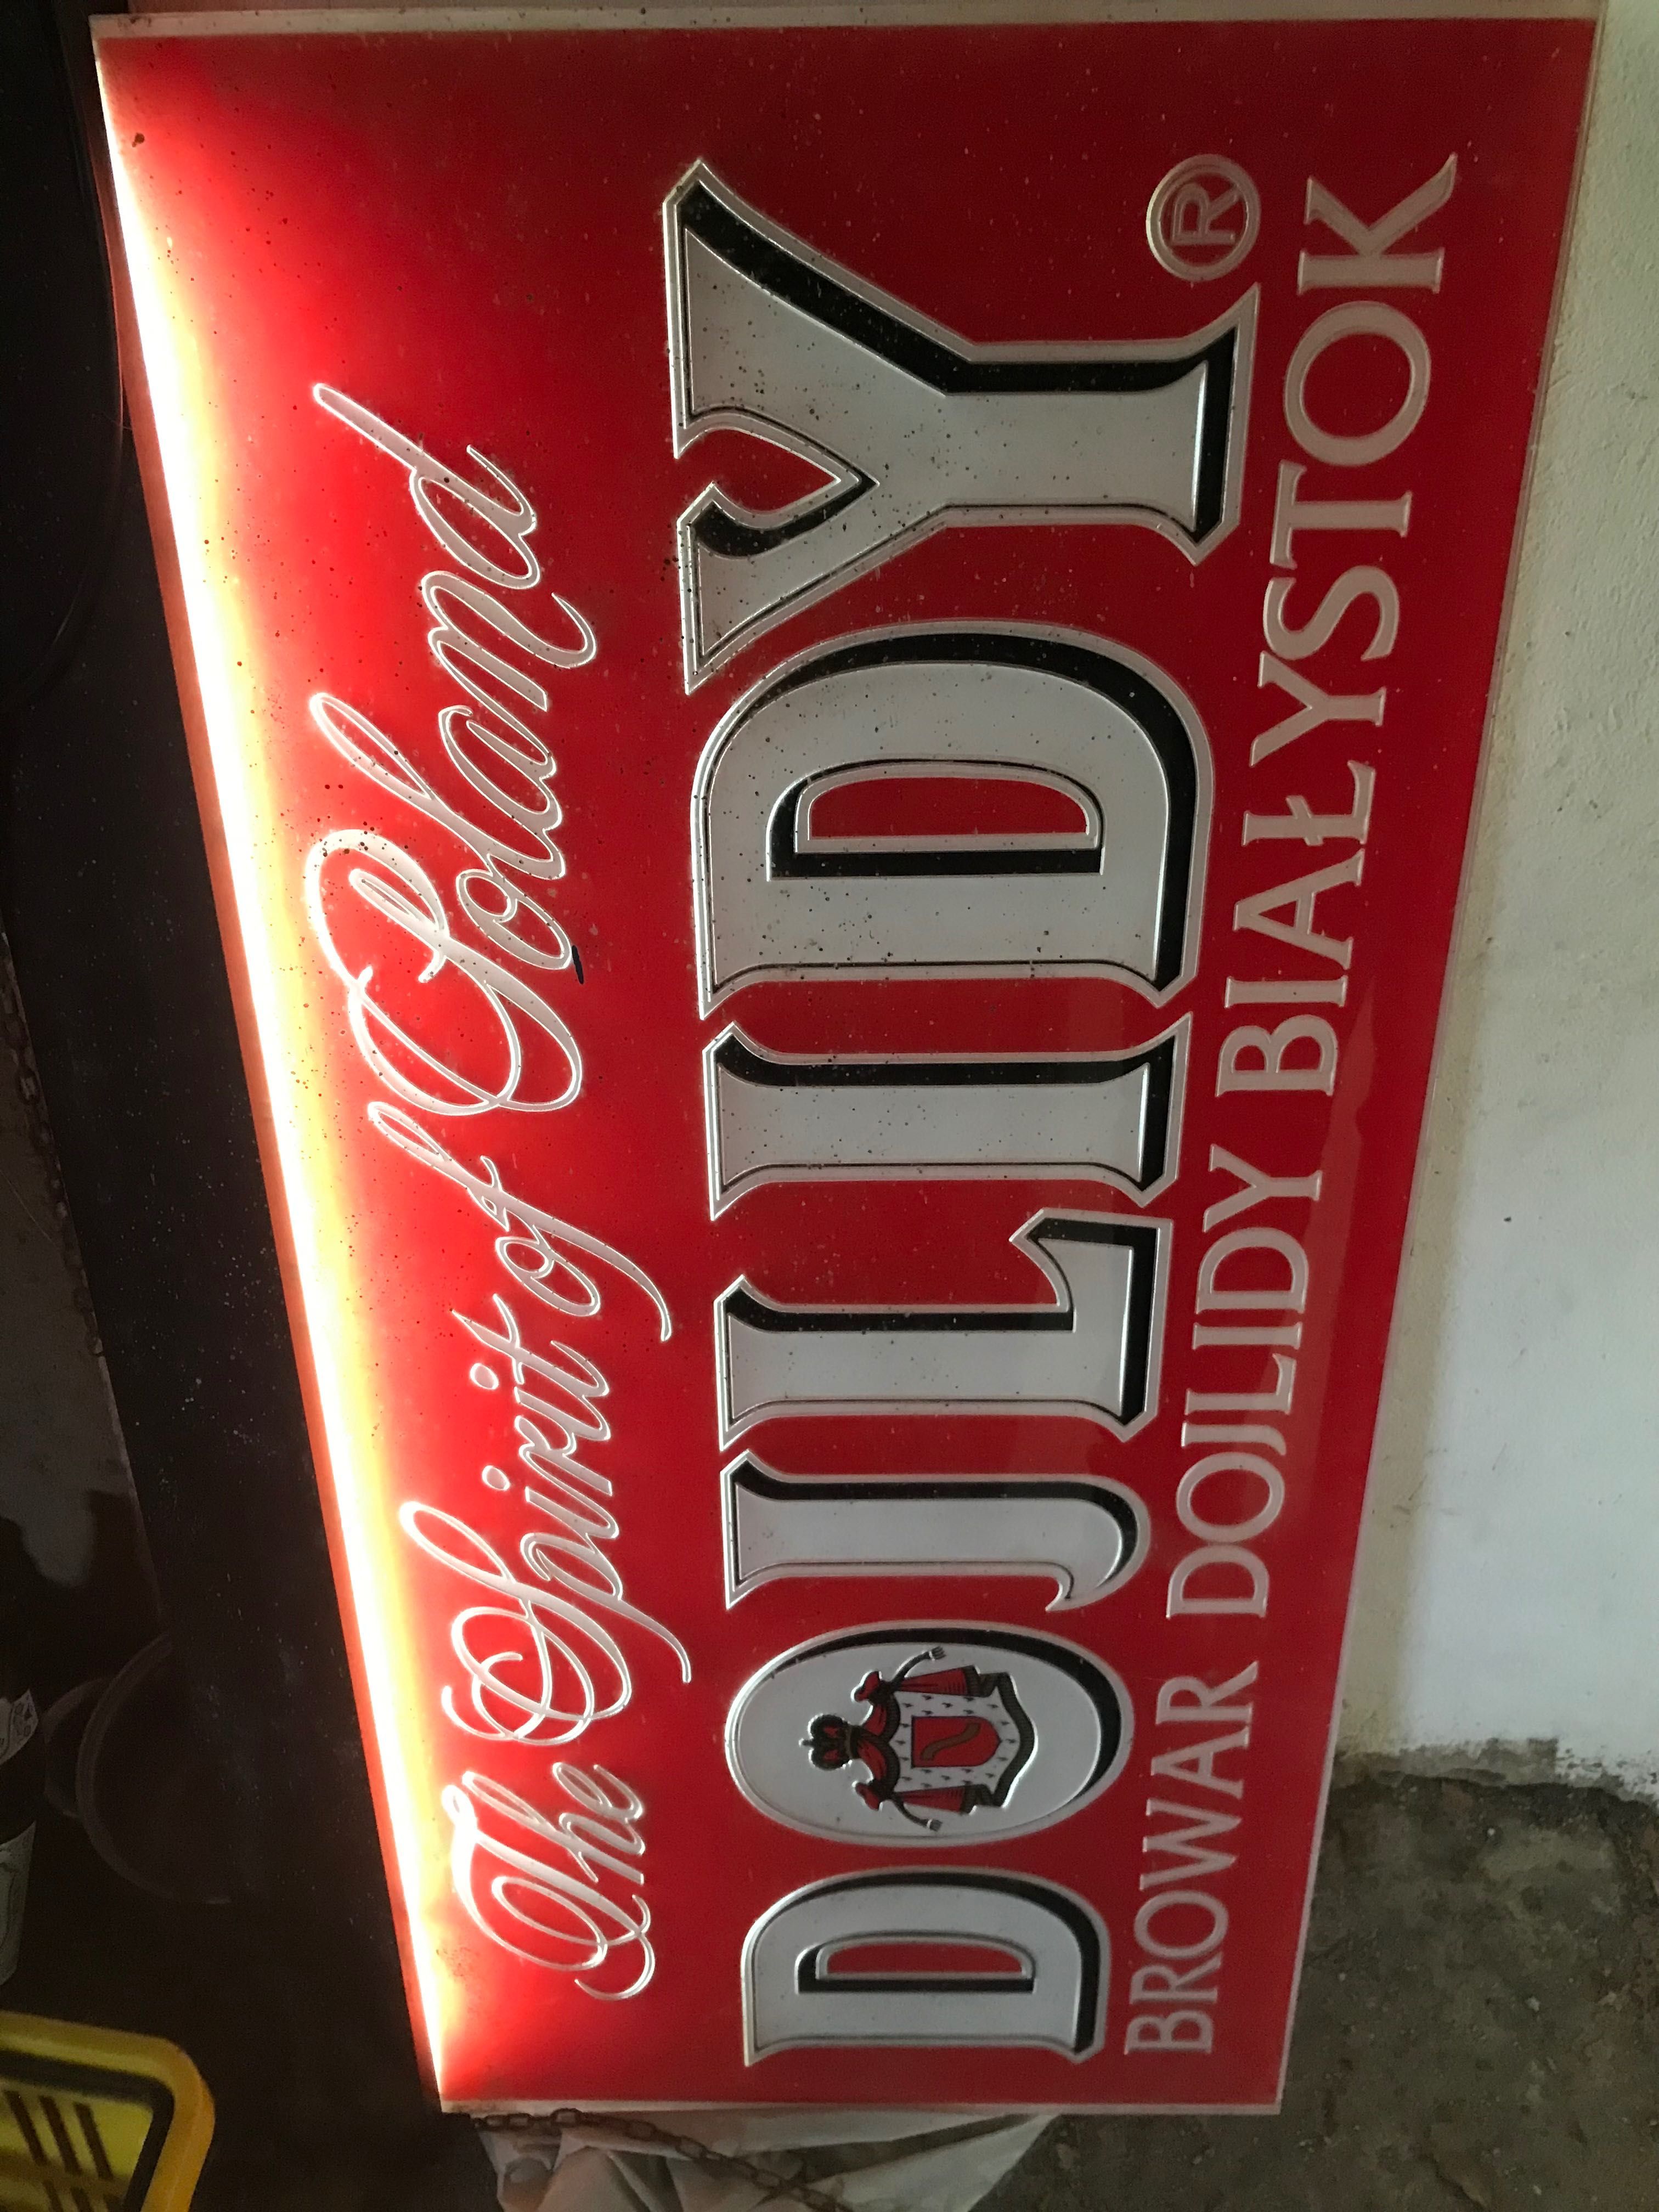 The Spirit of Poland
DOJLIDY®
BROWAR DOJLIDY BIAŁYSTOK